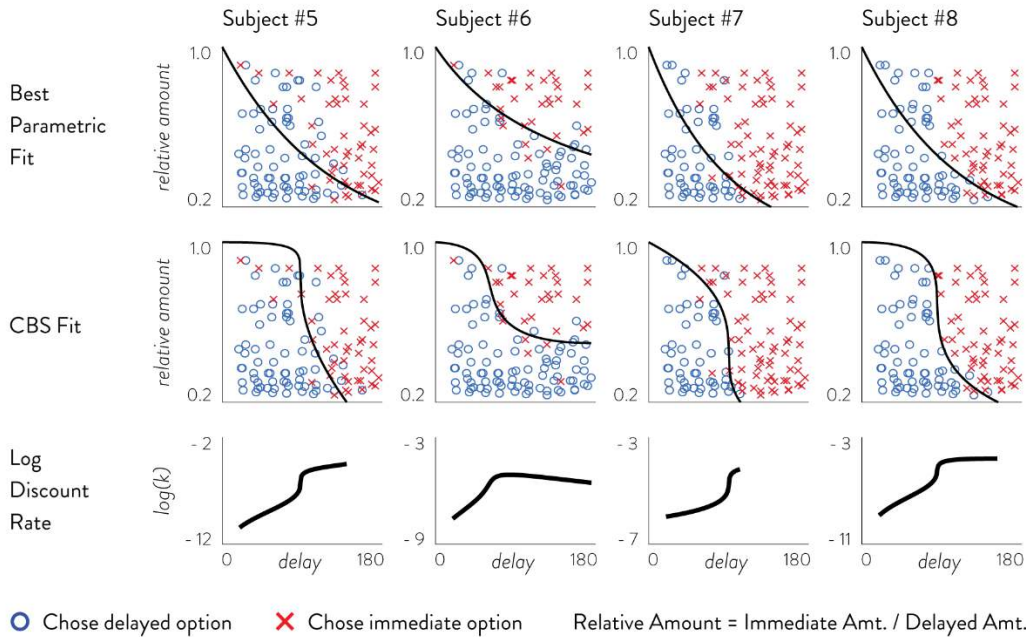 Subject #5 Subject #6 Subject #7 Subject #8
Best
Parametric
Fit
relative amount
1.0 1.0 1.0 1.0
0.2 0.2 0.2 0.2
CBS Fit
relative amount
1.0 1.0 1.0 1.0
0.2 0.2 0.2 0.2
Log
Discount
Rate
log(k)
- 2 - 3 - 3 - 3
- 12 - 9 - 7 - 11
0 delay 180 0 delay 180 0 delay 180 0 delay 180
Chose delayed option Chose immediate option Relative Amount = Immediate Amt. / Delayed Amt.